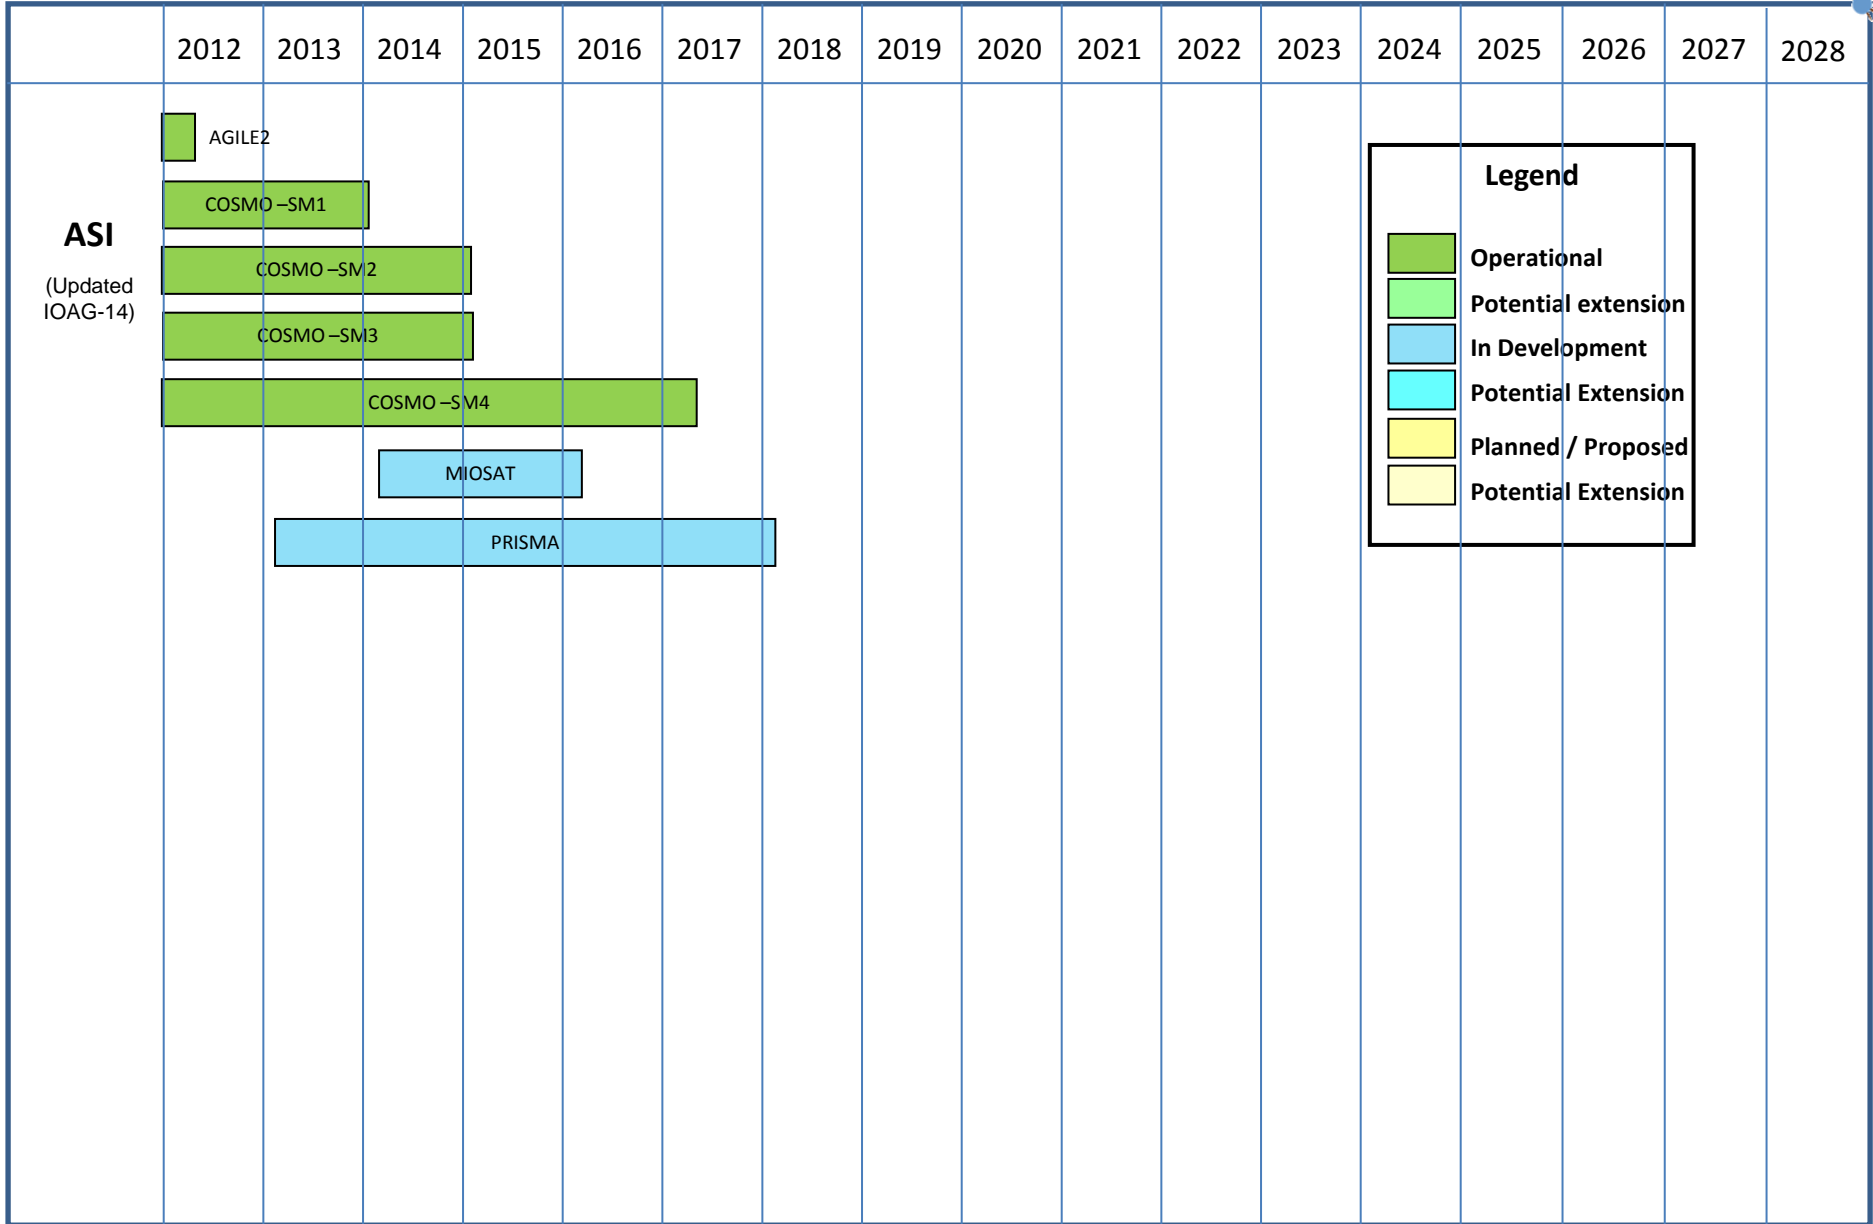 2012 2013 2014 2015 2016 2017 2018 2019 2020 2021 2022 2023 2024 2025 2026 2027 2028
ASI
(Updated
IOAG-14)
AGILE2
COSMO –SM1
COSMO –SM2
COSMO –SM3
COSMO –SM4
MIOSAT
PRISMA
Legend
Operational
Potential extension
In Development
Potential Extension
Planned / Proposed
Potential Extension